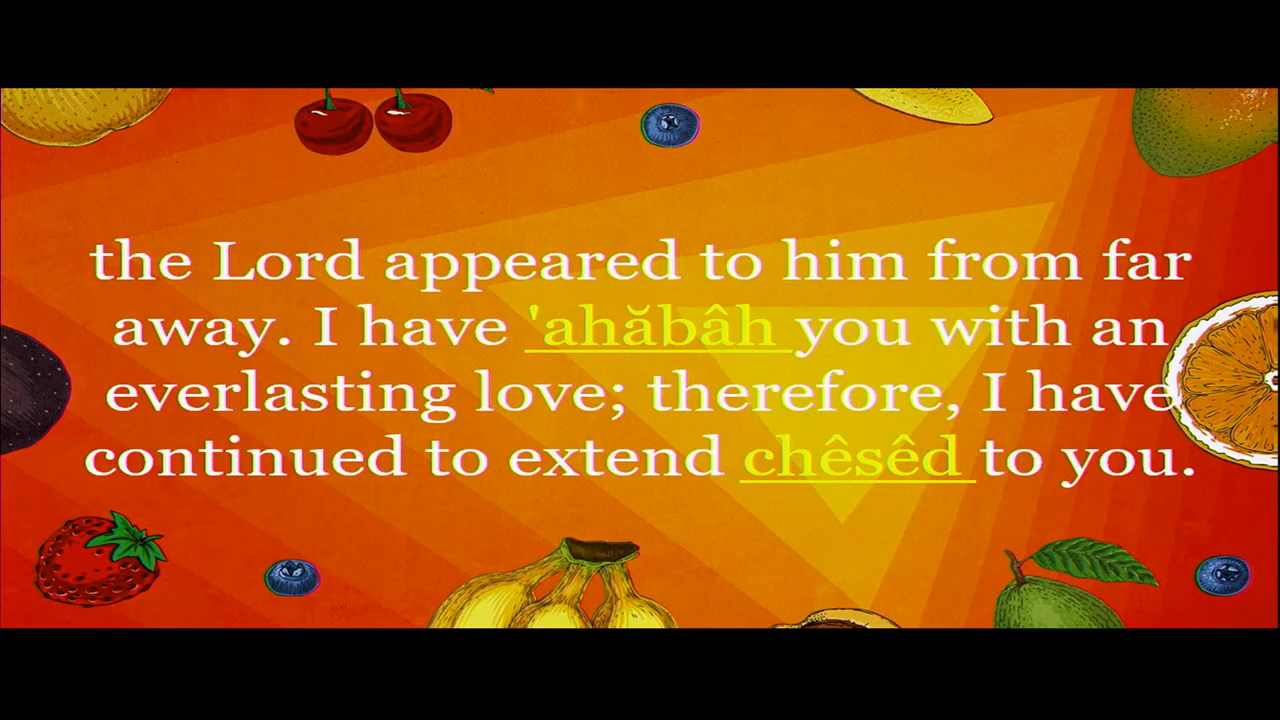 the Lord appeared to him from far
away. I have 'ahăbâh you with an
everlasting love; therefore, I have
continued to extend chêsêd to you.